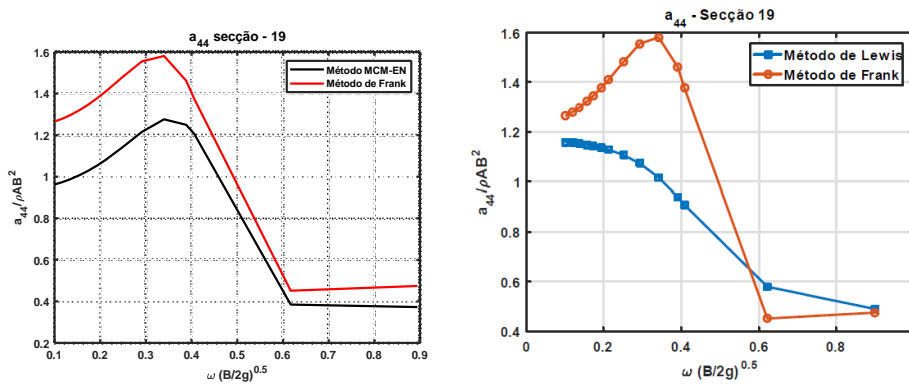 a44 secção - 19
a44/ρAB²
1.6
1.4
1.2
1
0.8
0.6
0.4
0.2
Método MCM-EN
Método de Frank
0.1
0.2
0.3
0.4
0.5
0.6
0.7
0.8
0.9
ω (B/2g)^0.5
a44 - Secção 19
a44/ρAB²
1.6
1.4
1.2
1
0.8
0.6
0.4
Método de Lewis
Método de Frank
0
0.2
0.4
0.6
0.8
ω (B/2g)^0.5